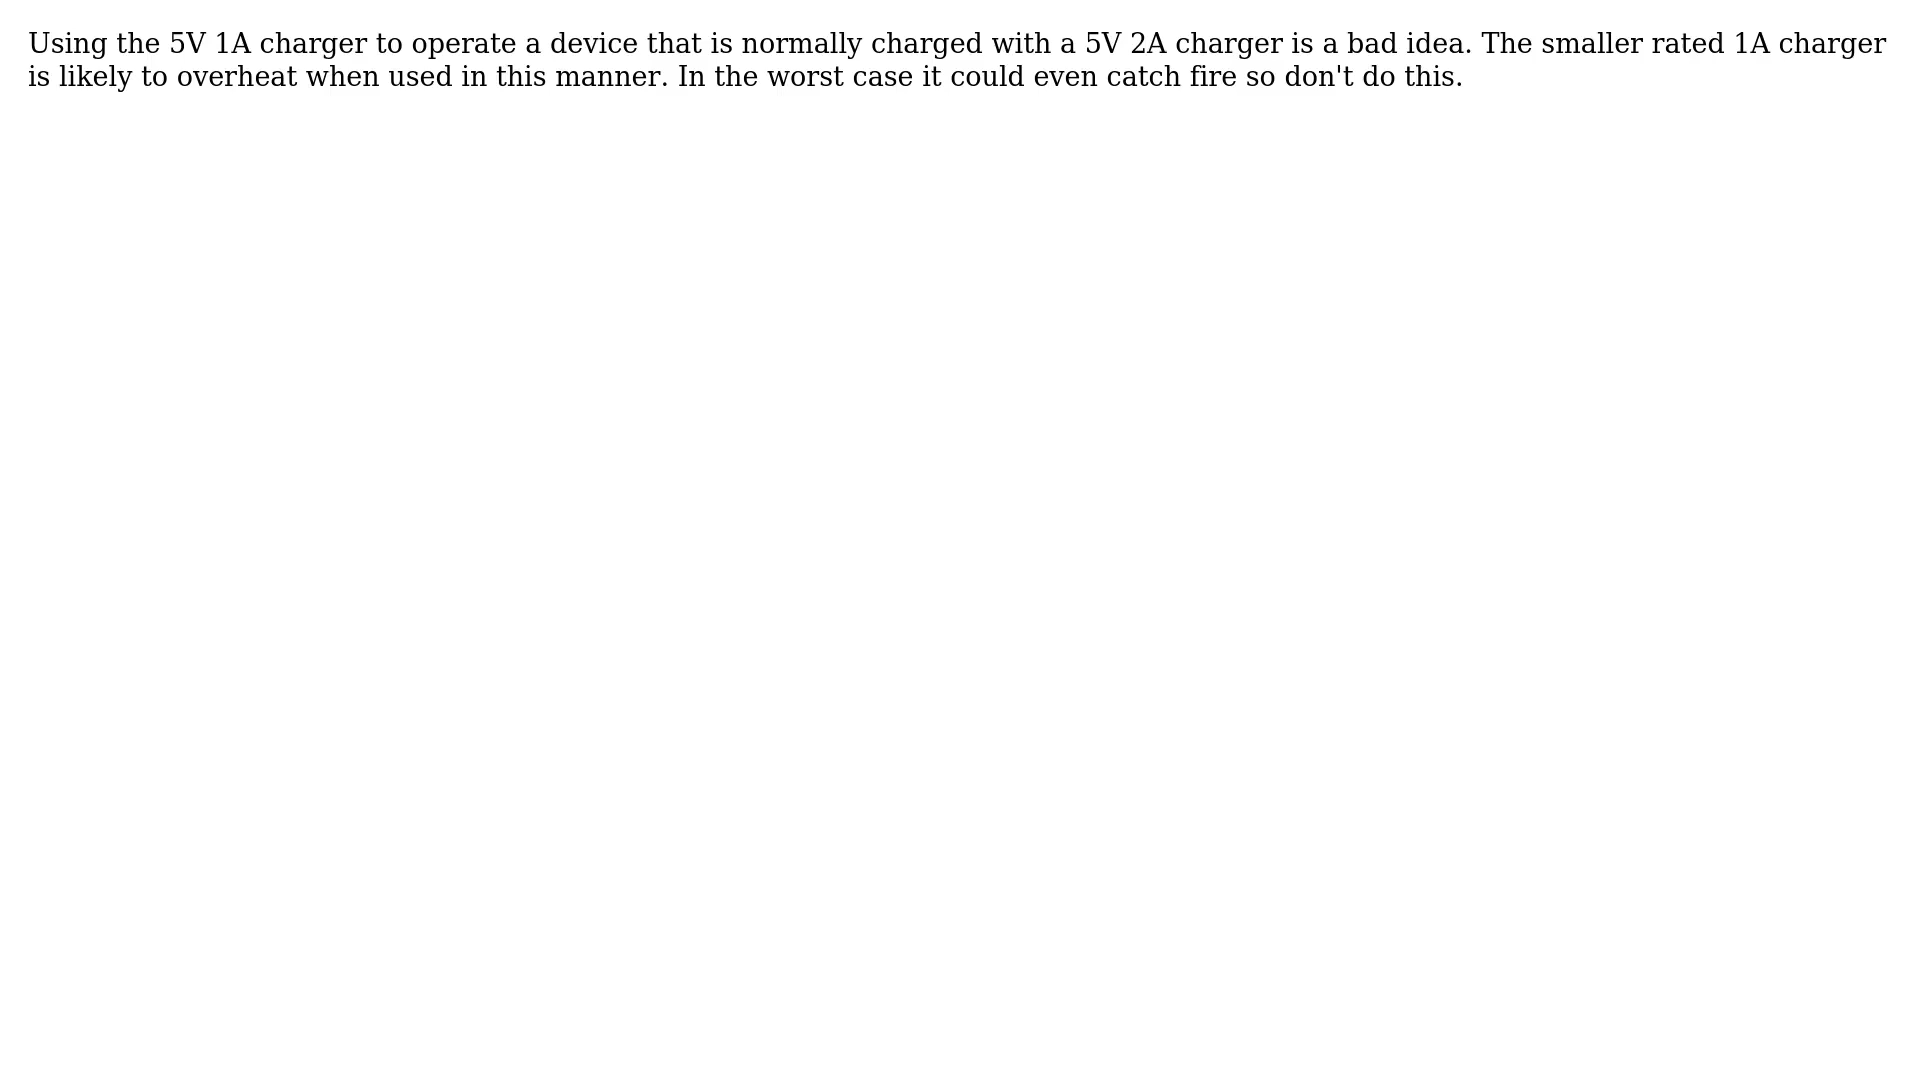 Using the 5V 1A charger to operate a device that is normally charged with a 5V 2A charger is a bad idea. The smaller rated 1A charger
is likely to overheat when used in this manner. In the worst case it could even catch fire so don't do this.